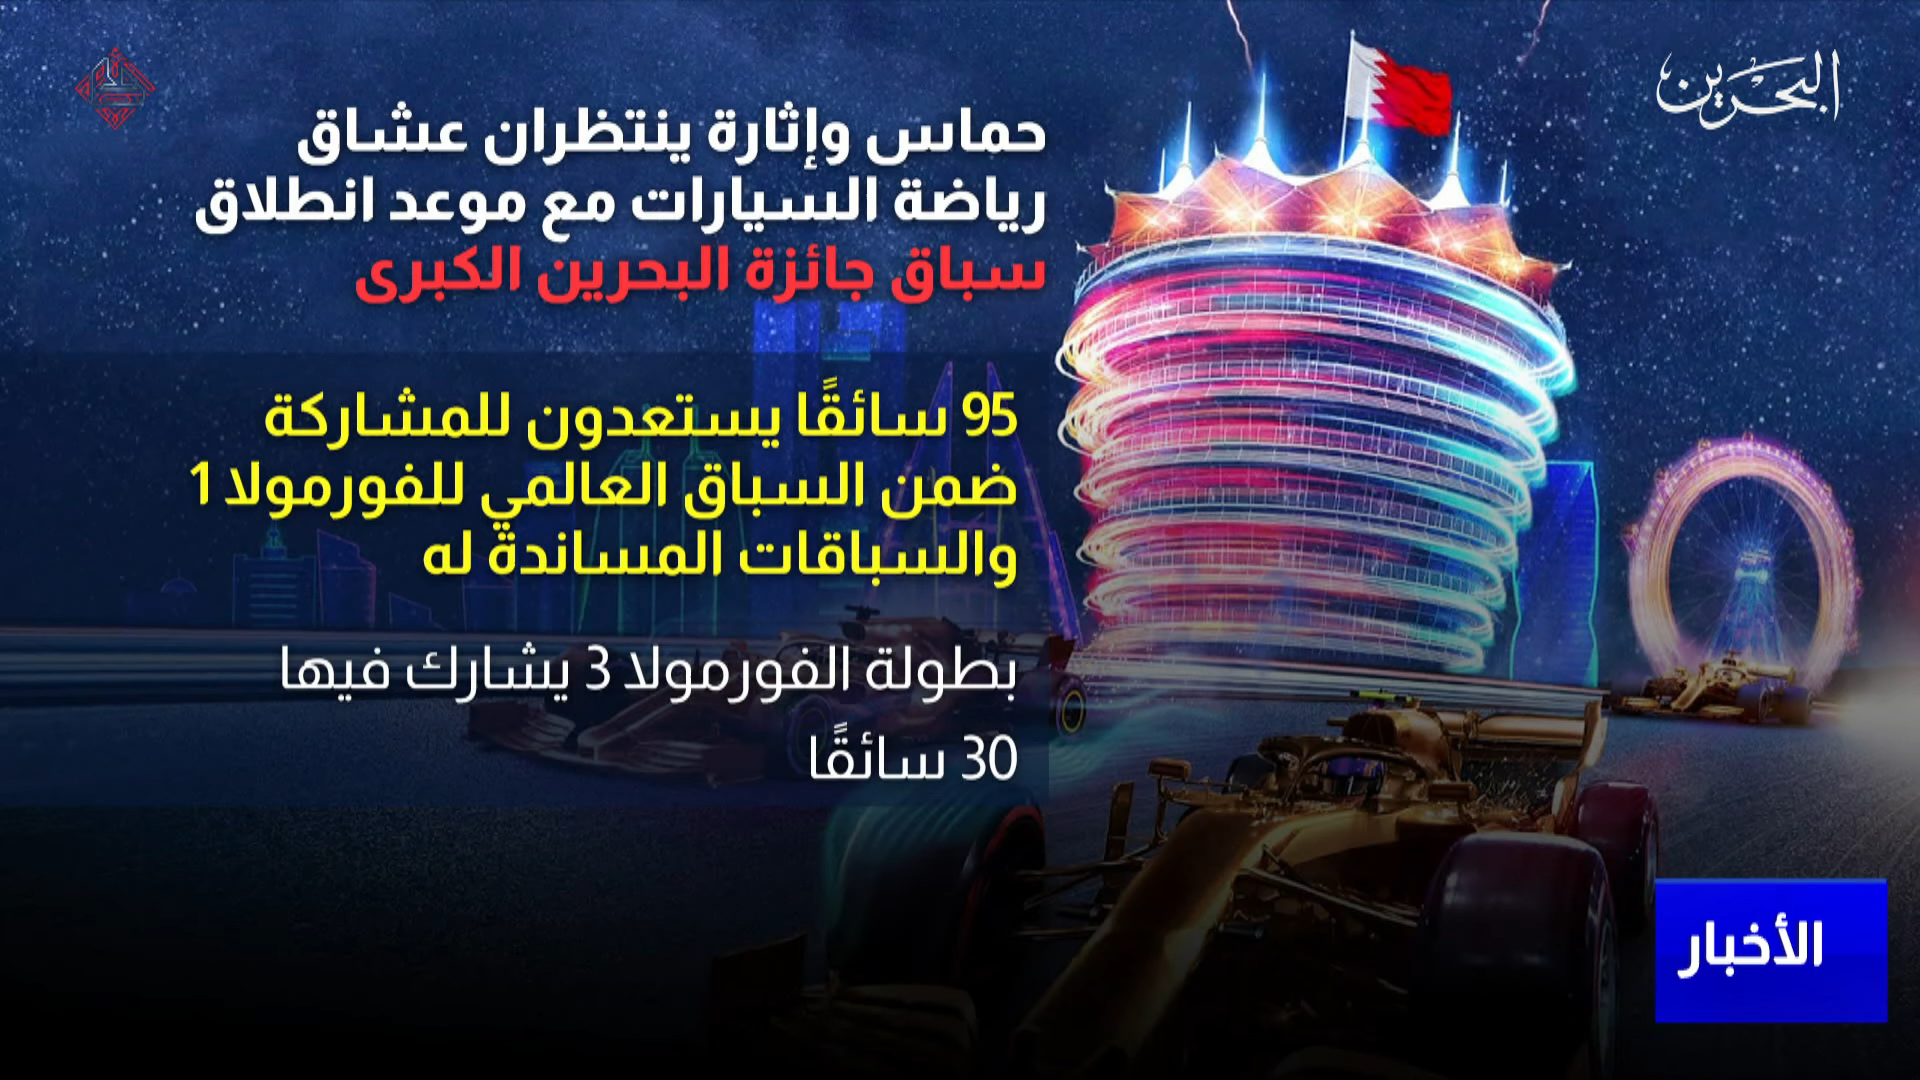 البحرين
حماس وإثارة ينتظران عشاق
رياضة السيارات مع موعد انطلاق
سباق جائزة البحرين الكبرى
95 سائقًا يستعدون للمشاركة
ضمن السباق العالمي للفورمولا 1
والسباقات المساندة له
بطولة الفورمولا 3 يشارك فيها
30 سائقًا
الأخبار